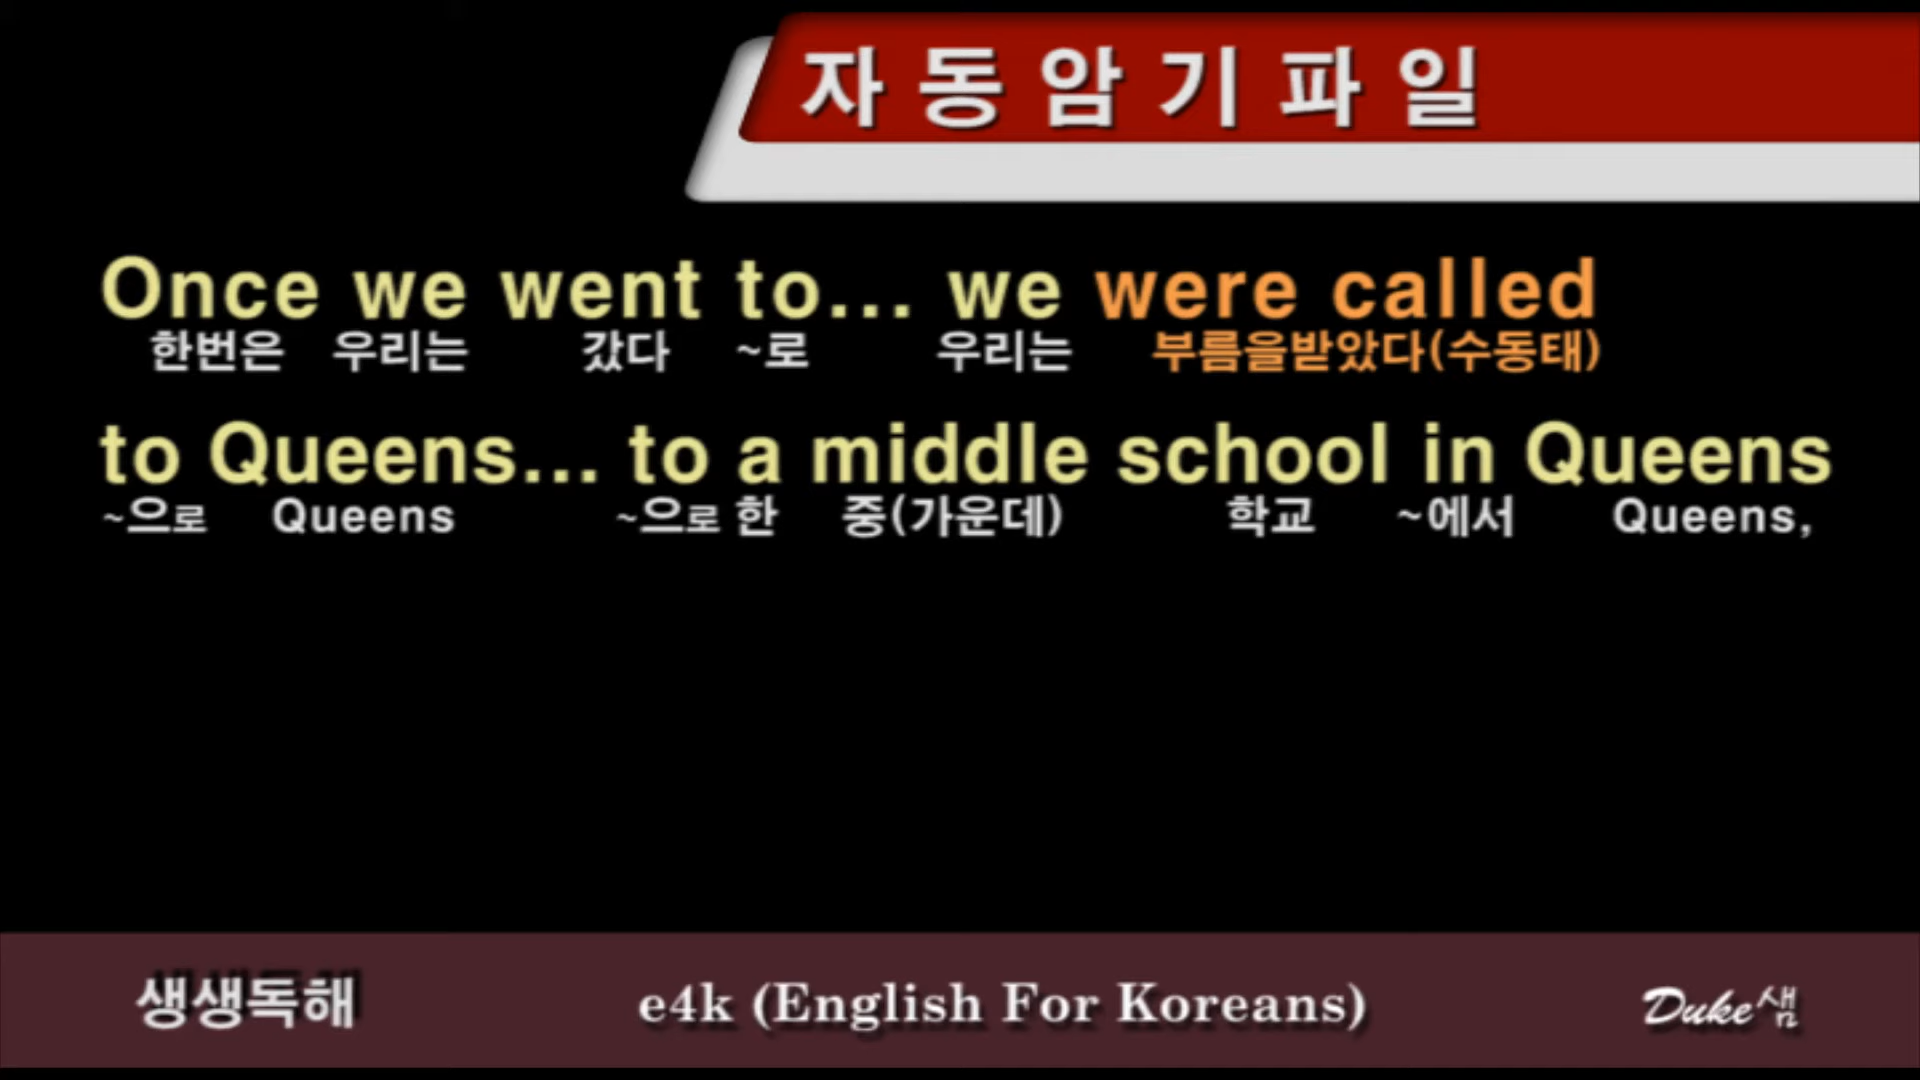 자동암기파일
Once we went to... we were called
한번은 우리는 갔다 ~로 우리는 부름을받았다(수동태)
to Queens... to a middle school in Queens
~으로 Queens ~으로 한 중(가운데) 학교 ~에서 Queens,
생생독해 e4k (English For Koreans) Duke샘